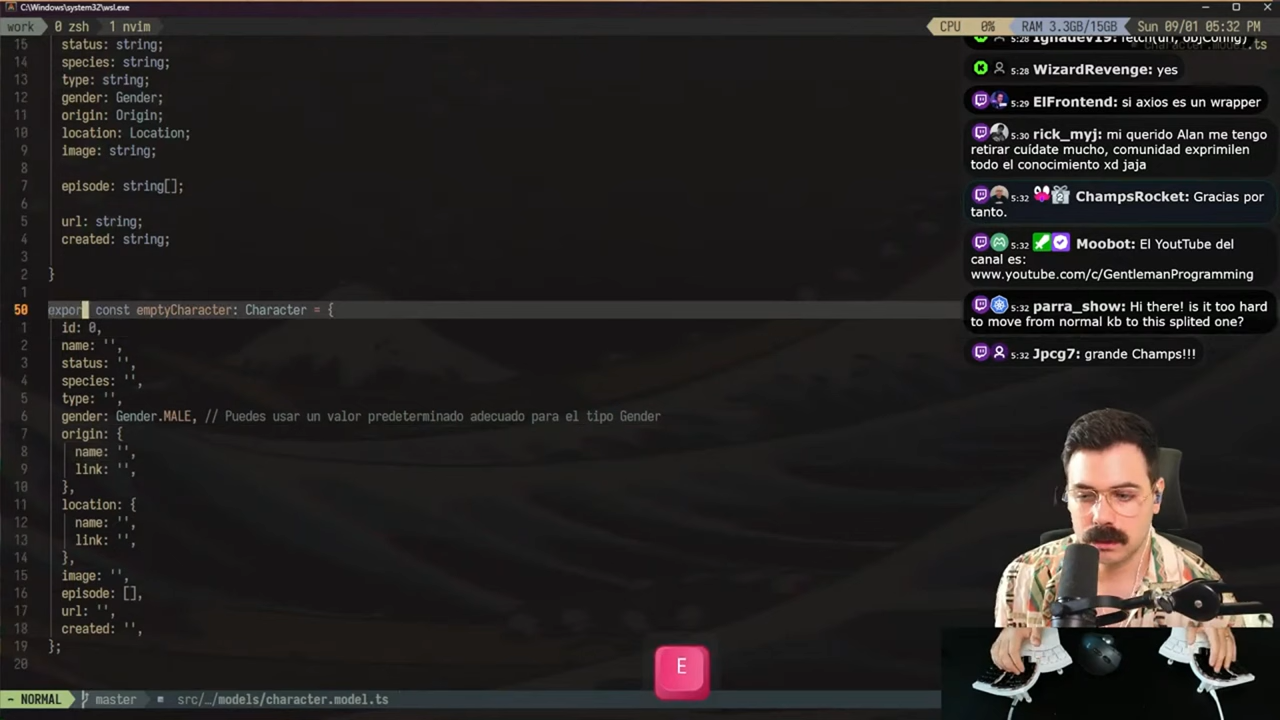 C:\Windows\system32\wsl.exe
work 0 zsh 1 nvim
CPU 0% RAM 3.3GB/15GB Sun 09/01 05:32 PM
15 status: string;
14 species: string;
13 type: string;
12 gender: Gender;
11 origin: Origin;
10 location: Location;
9 image: string;
8
7 episode: string[];
6
5 url: string;
4 created: string;
3
2 }
1
50 export const emptyCharacter: Character = {
1 id: 0,
2 name: '',
3 status: '',
4 species: '',
5 type: '',
6 gender: Gender.MALE, // Puedes usar un valor predeterminado adecuado para el tipo Gender
7 origin: {
8 name: '',
9 link: '',
10 },
11 location: {
12 name: '',
13 link: '',
14 },
15 image: '',
16 episode: [],
17 url: '',
18 created: '',
19 };
20
~ NORMAL master src/…/models/character.model.ts
character.model.ts
5:28 WizardRevenge: yes
5:29 ElFrontend: si axios es un wrapper
5:30 rick_myj: mi querido Alan me tengo
retirar cuídate mucho, comunidad exprimilen
todo el conocimiento xd jaja
5:32 ChampsRocket: Gracias por
tanto.
5:32 Moobot: El YoutTube del
canal es:
www.youtube.com/c/GentlemanProgramming
5:32 parra_show: Hi there! is it too hard
to move from normal kb to this splited one?
5:32 Jpcg7: grande Champs!!!
E